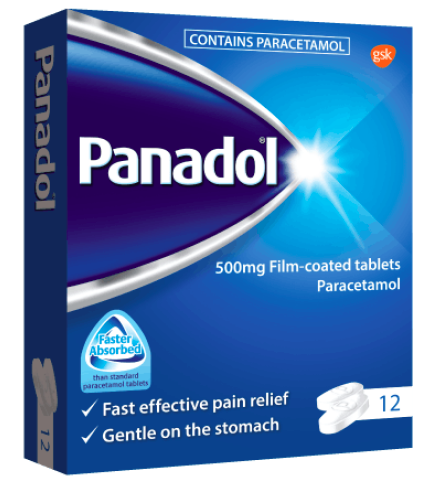 CONTAINS PARACETAMOL
gsk
Panadol
Panadol®
500mg Film-coated tablets
Paracetamol
Faster
Absorbed
than standard
paracetamol tablets
✓ Fast effective pain relief
✓ Gentle on the stomach
12
12